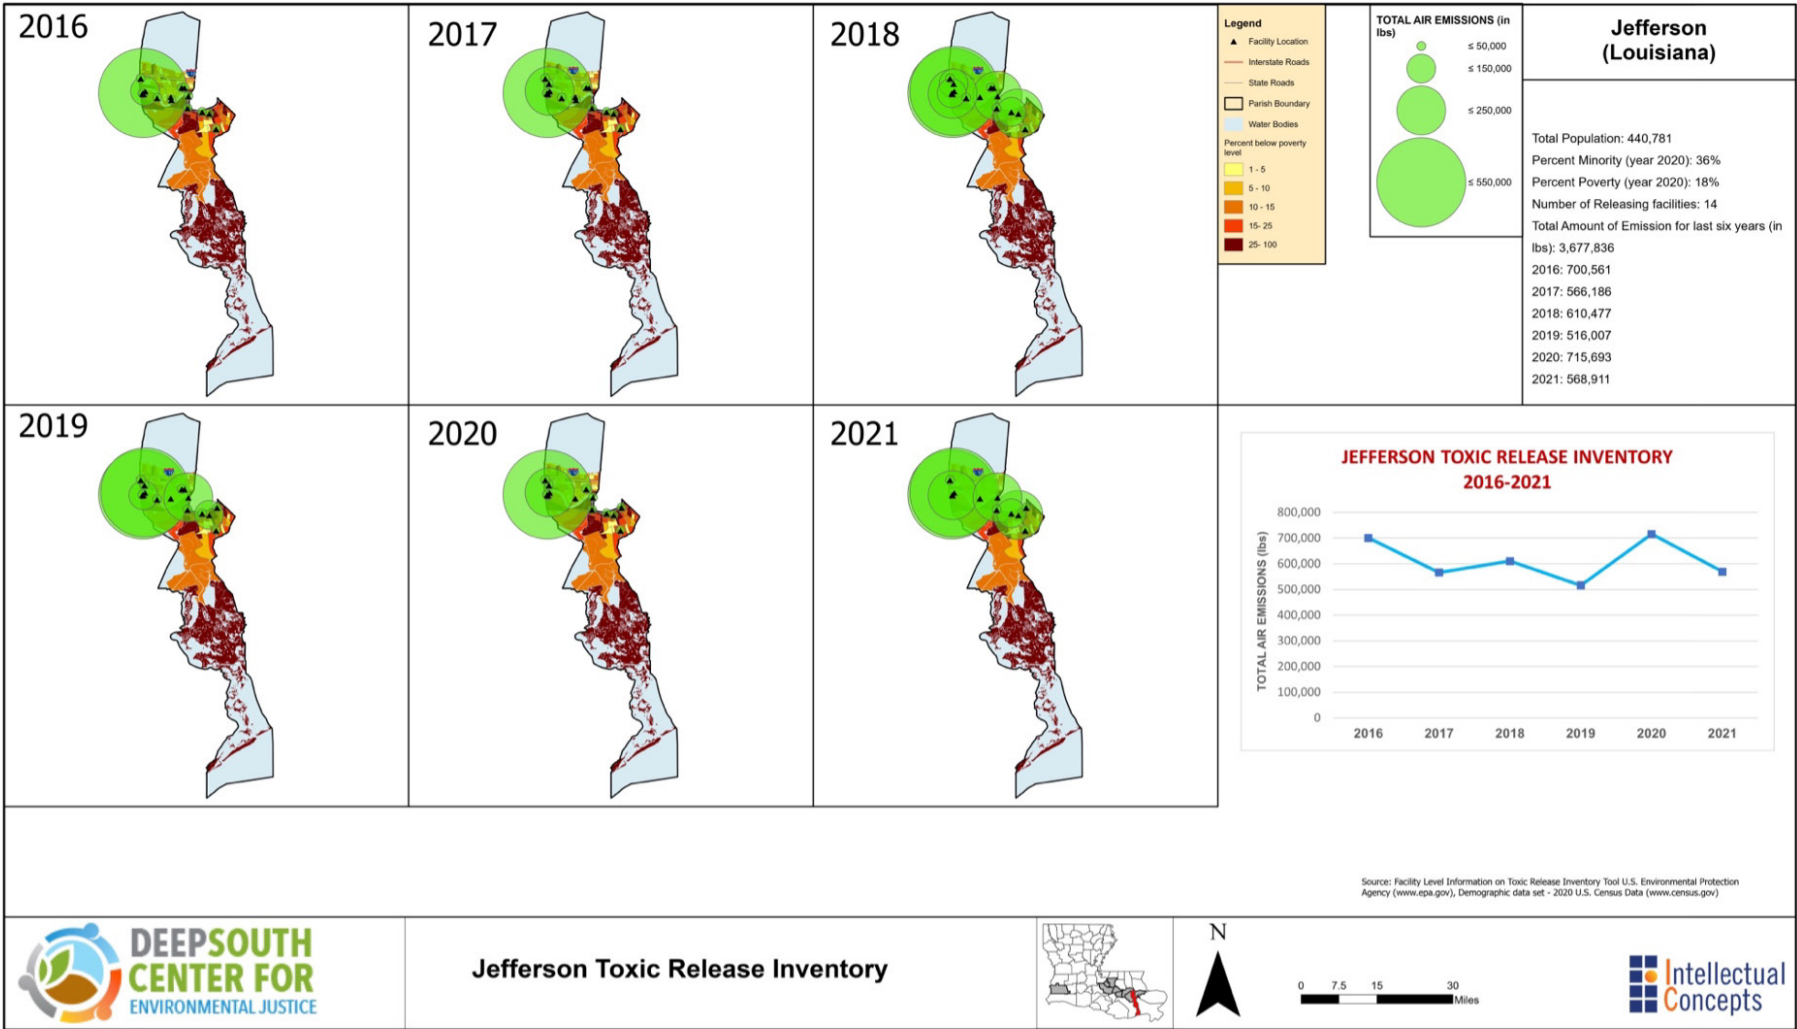 2016
2017
2018
Legend
Facility Location
Interstate Roads
State Roads
Parish Boundary
Water Bodies
Percent below poverty
level
1 - 5
5 - 10
10 - 15
15- 25
25- 100
TOTAL AIR EMISSIONS (in
lbs)
≤ 50,000
≤ 150,000
≤ 250,000
≤ 550,000
Jefferson
(Louisiana)
Total Population: 440,781
Percent Minority (year 2020): 36%
Percent Poverty (year 2020): 18%
Number of Releasing facilities: 14
Total Amount of Emission for last six years (in
lbs): 3,677,836
2016: 700,561
2017: 566,186
2018: 610,477
2019: 516,007
2020: 715,693
2021: 568,911
2019
2020
2021
JEFFERSON TOXIC RELEASE INVENTORY
2016-2021
TOTAL AIR EMISSIONS (lbs)
800,000
700,000
600,000
500,000
400,000
300,000
200,000
100,000
0
2016 2017 2018 2019 2020 2021
Source: Facility Level Information on Toxic Release Inventory Tool U.S. Environmental Protection
Agency (www.epa.gov), Demographic data set - 2020 U.S. Census Data (www.census.gov)
DEEPSOUTH
CENTER FOR
ENVIRONMENTAL JUSTICE
Jefferson Toxic Release Inventory
N
0 7.5 15 30
Miles
Intellectual
Concepts